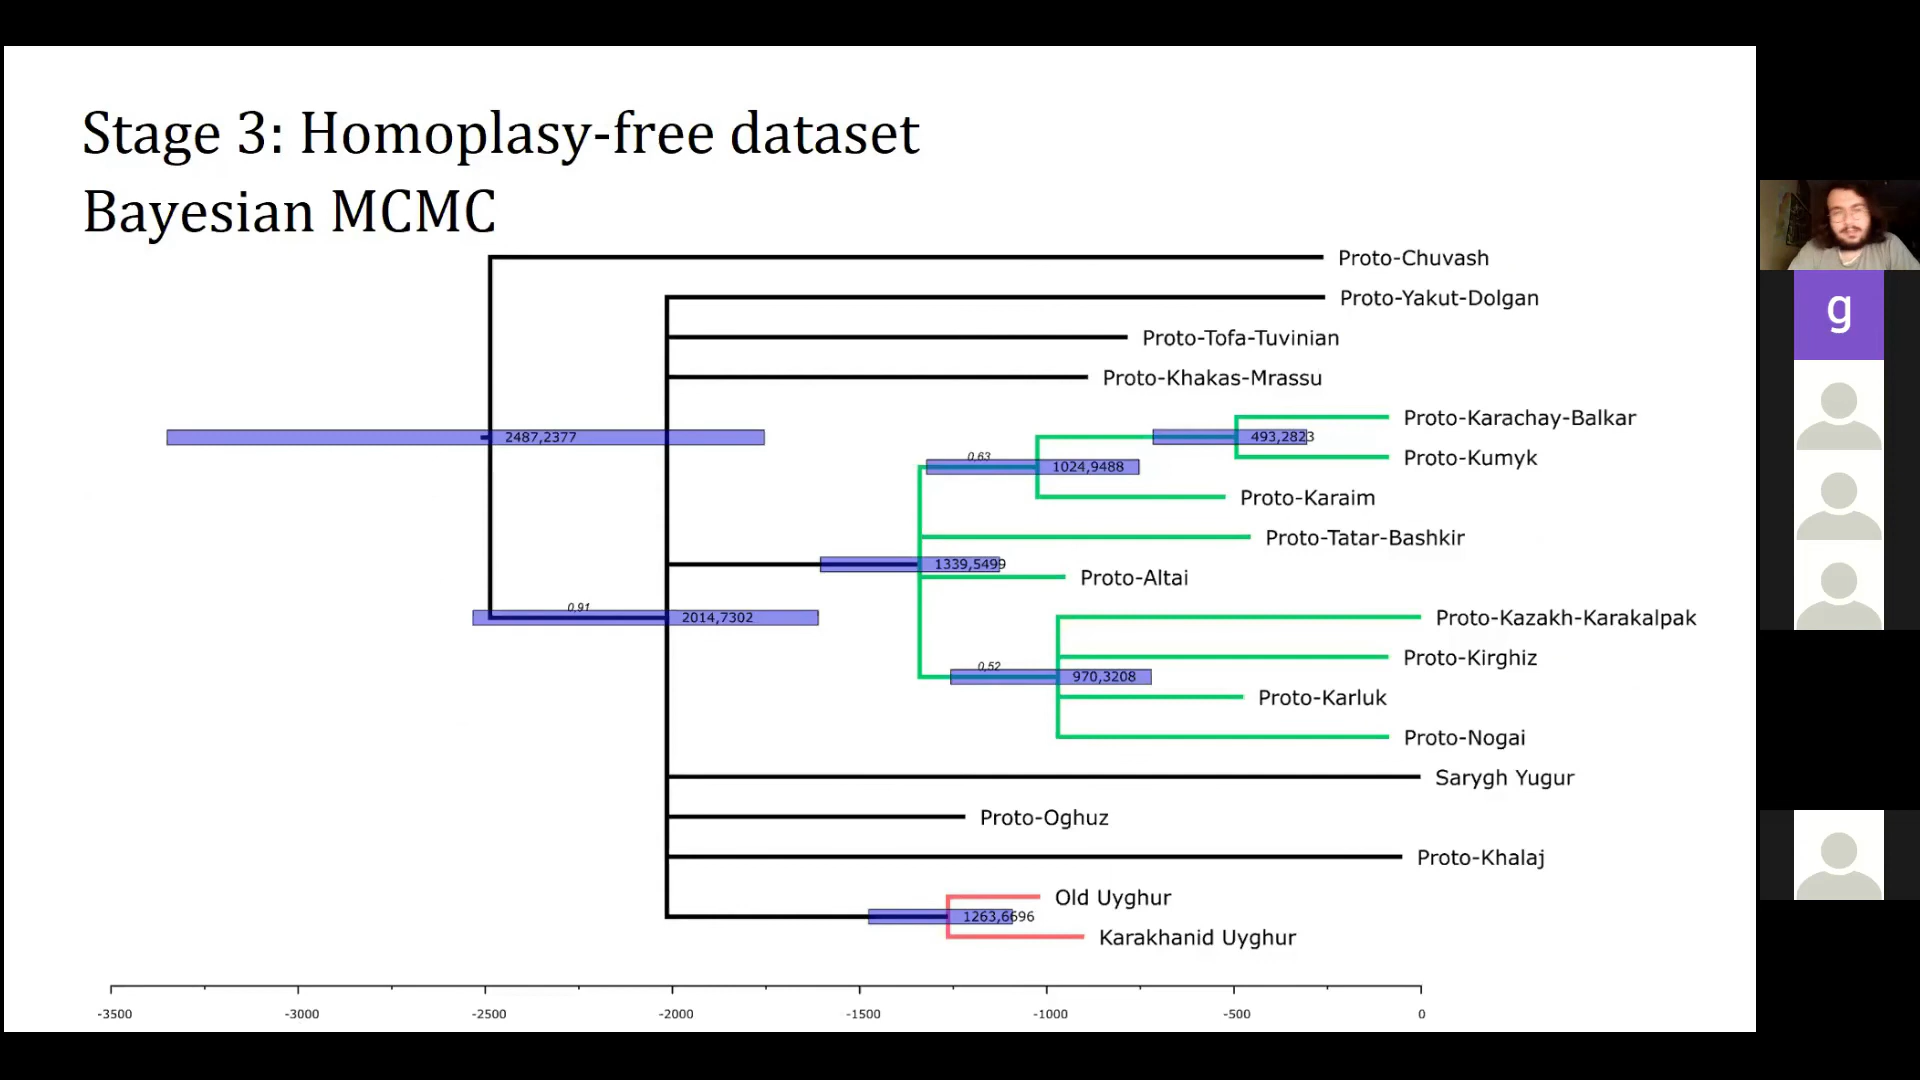 Stage 3: Homoplasy-free dataset
Bayesian MCMC
Proto-Chuvash
g
Proto-Yakut-Dolgan
Proto-Tofa-Tuvinian
Proto-Khakas-Mrassu
Proto-Karachay-Balkar
2487,2377
493,2823
0,63
Proto-Kumyk
1024,9488
Proto-Karaim
Proto-Tatar-Bashkir
1339,5499
Proto-Altai
0,91
2014,7302
Proto-Kazakh-Karakalpak
Proto-Kirghiz
0,52
970,3208
Proto-Karluk
Proto-Nogai
Sarygh Yugur
Proto-Oghuz
Proto-Khalaj
Old Uyghur
1263,6696
Karakhanid Uyghur
-3500 -3000 -2500 -2000 -1500 -1000 -500 0